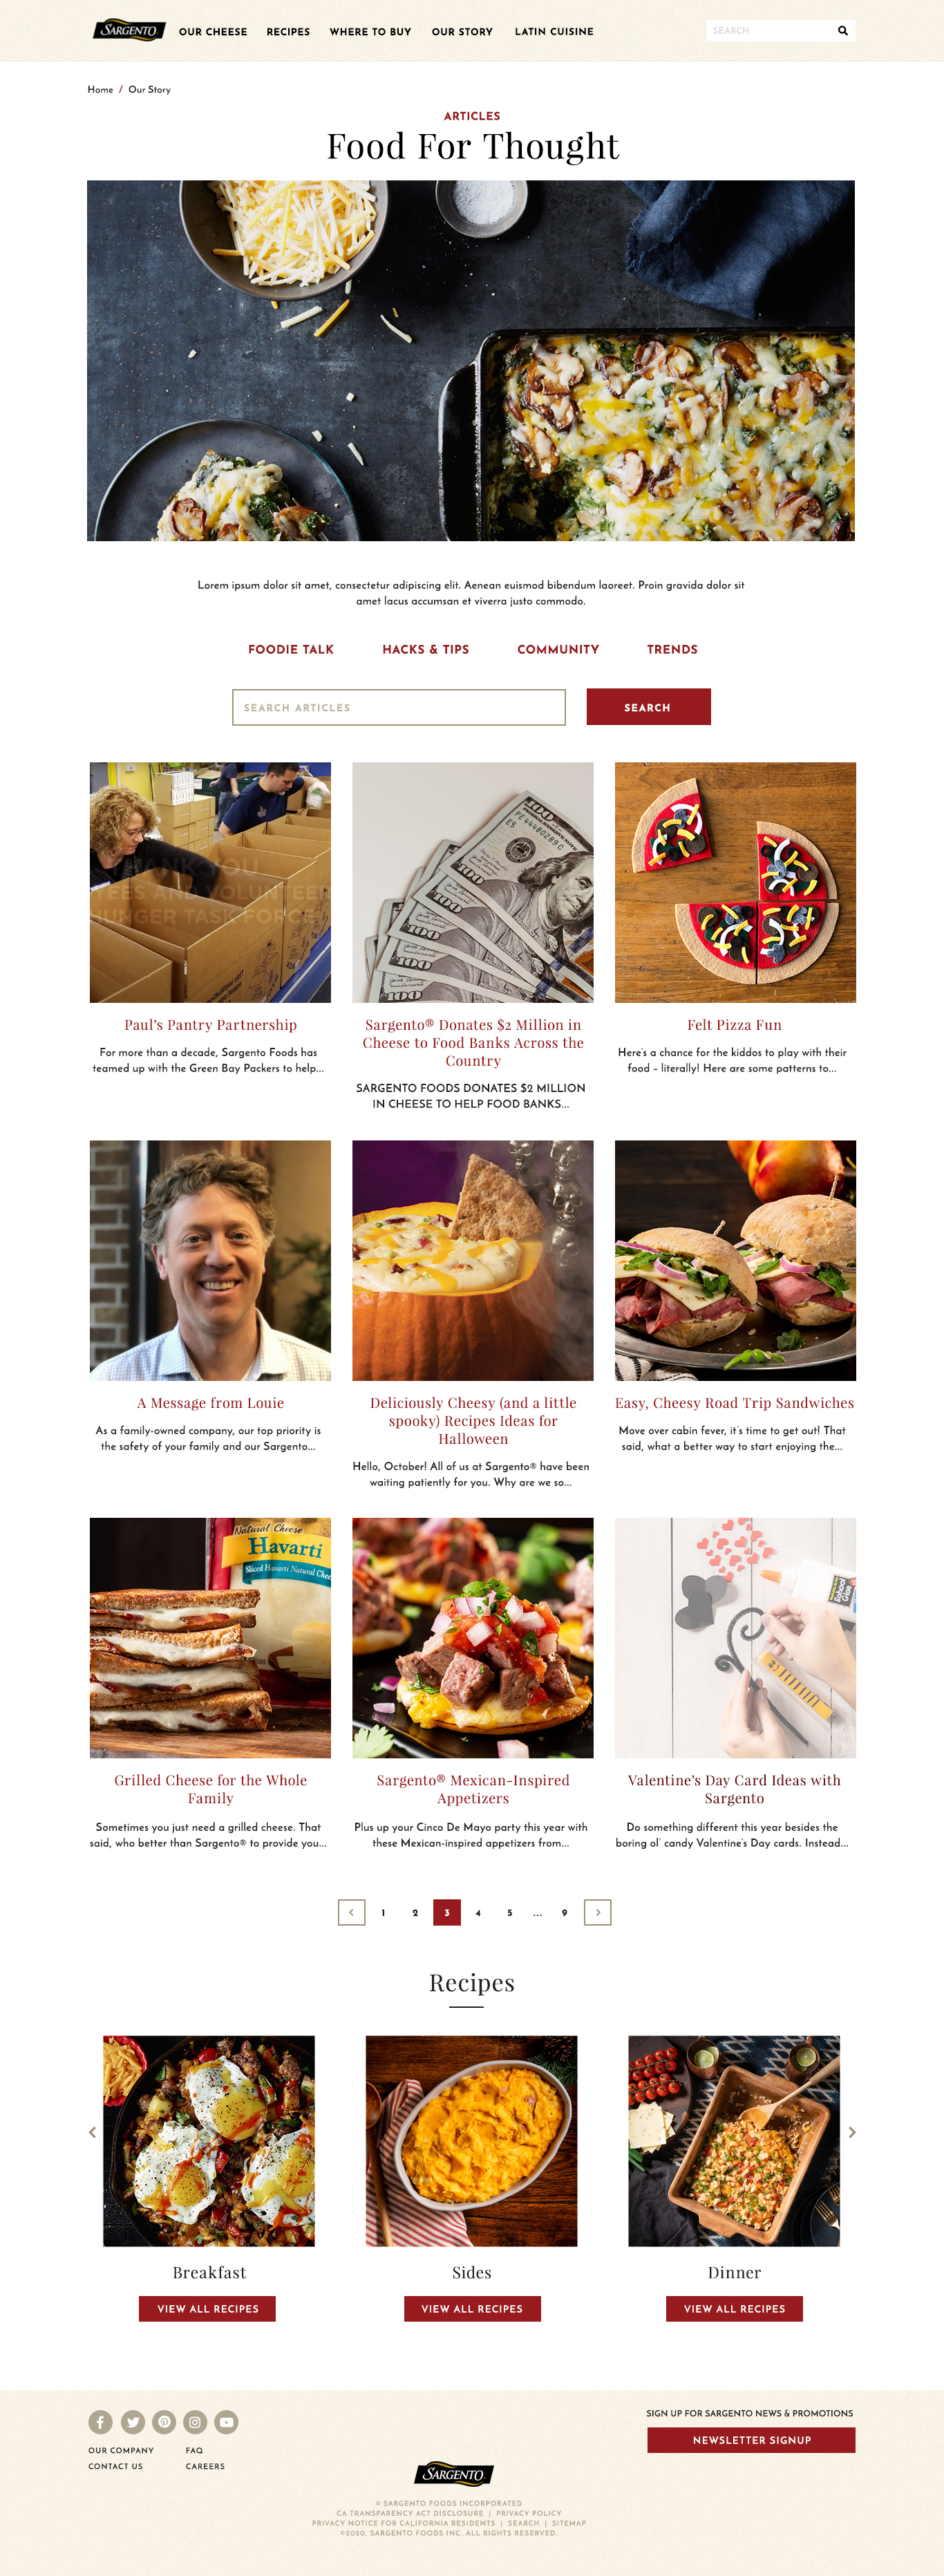 SARGENTO
OUR CHEESE
RECIPES
WHERE TO BUY
OUR STORY
LATIN CUISINE
SEARCH
Home / Our Story
ARTICLES
Food For Thought
Lorem ipsum dolor sit amet, consectetur adipiscing elit. Aenean euismod bibendum laoreet. Proin gravida dolor sit
amet lacus accumsan et viverra justo commodo.
FOODIE TALK
HACKS & TIPS
COMMUNITY
TRENDS
SEARCH ARTICLES
SEARCH
Paul's Pantry Partnership
For more than a decade, Sargento Foods has
teamed up with the Green Bay Packers to help...
Sargento® Donates $2 Million in
Cheese to Food Banks Across the
Country
SARGENTO FOODS DONATES $2 MILLION
IN CHEESE TO HELP FOOD BANKS...
Felt Pizza Fun
Here's a chance for the kiddos to play with their
food – literally! Here are some patterns to...
A Message from Louie
As a family-owned company, our top priority is
the safety of your family and our Sargento...
Deliciously Cheesy (and a little
spooky) Recipes Ideas for
Halloween
Hello, October! All of us at Sargento® have been
waiting patiently for you. Why are we so...
Easy, Cheesy Road Trip Sandwiches
Move over cabin fever, it's time to get out! That
said, what a better way to start enjoying the...
Natural Cheese
Havarti
Sliced Havarti Natural
Grilled Cheese for the Whole
Family
Sometimes you just need a grilled cheese. That
said, who better than Sargento® to provide you...
Sargento® Mexican-Inspired
Appetizers
Plus up your Cinco De Mayo party this year with
these Mexican-inspired appetizers from...
School
Glue
Valentine's Day Card Ideas with
Sargento
Do something different this year besides the
boring ol' candy Valentine's Day cards. Instead...
1 2 3 4 5 ... 9
Recipes
Breakfast
VIEW ALL RECIPES
Sides
VIEW ALL RECIPES
Dinner
VIEW ALL RECIPES
OUR COMPANY
FAQ
CONTACT US
CAREERS
SIGN UP FOR SARGENTO NEWS & PROMOTIONS
NEWSLETTER SIGNUP
SARGENTO
© SARGENTO FOODS INCORPORATED
CA TRANSPARENCY ACT DISCLOSURE | PRIVACY POLICY
PRIVACY NOTICE FOR CALIFORNIA RESIDENTS | SEARCH | SITEMAP
©2020, SARGENTO FOODS INC. ALL RIGHTS RESERVED.